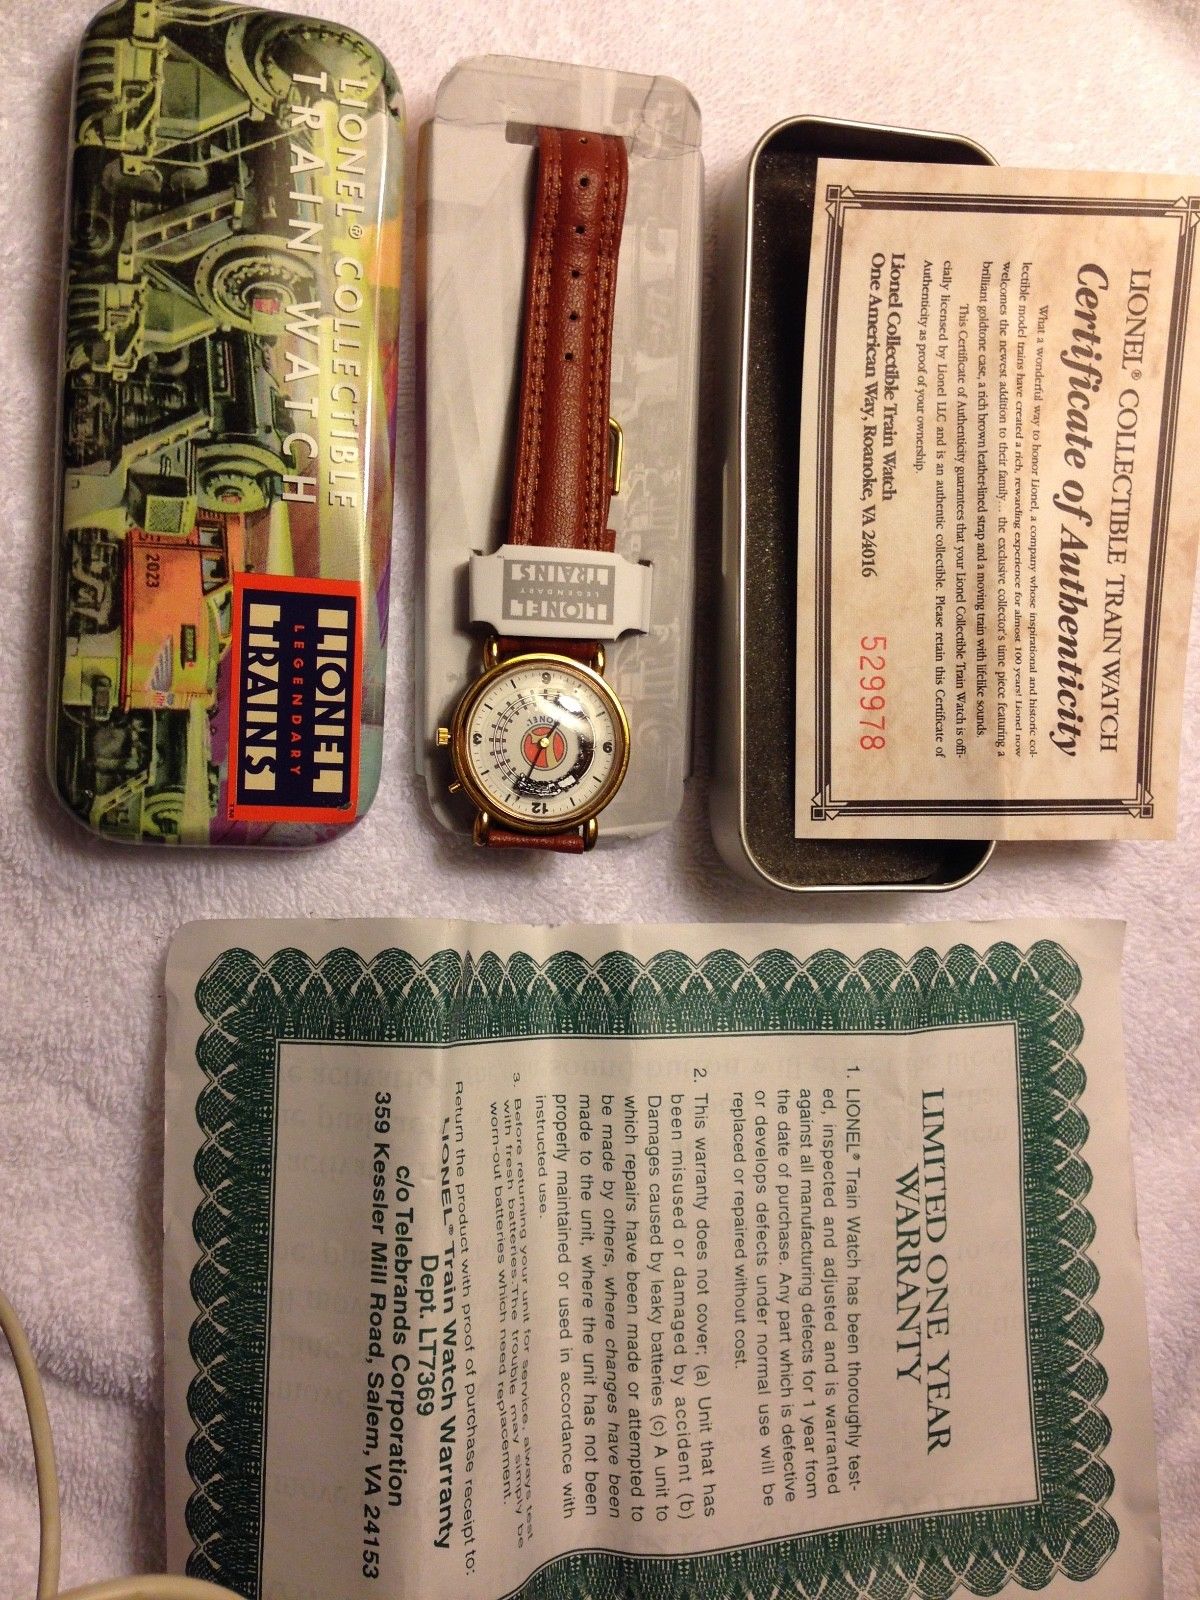 LIONEL® COLLECTIBLE
TRAIN WATCH
2023
LIONEL
LEGENDARY
TRAINS
TM
LIONEL
LEGENDARY
TRAINS
12
3
6
9
LIONEL
LIONEL® COLLECTIBLE TRAIN WATCH
Certificate of Authenticity
What a wonderful way to honor Lionel, a company whose inspirational and historic col-
lectible model trains have created a rich, rewarding experience for almost 100 years! Lionel now
welcomes the newest addition to their family... the exclusive collector's time piece featuring a
brilliant goldtone case, a rich brown leather-lined strap and a moving train with lifelike sounds.
This Certificate of Authenticity guarantees that your Lionel Collectible Train Watch is offi-
cially licensed by Lionel LLC and is an authentic collectible. Please retain this Certificate of
Authenticity as proof of your ownership.
Lionel Collectible Train Watch
One American Way, Roanoke, VA 24016
529978
LIMITED ONE YEAR
WARRANTY
1. LIONEL® Train Watch has been thoroughly test-
ed, inspected and adjusted and is warranted
against all manufacturing defects for 1 year from
the date of purchase. Any part which is defective
or develops defects under normal use will be
replaced or repaired without cost.
2. This warranty does not cover; (a) Unit that has
been misused or damaged by accident (b)
Damages caused by leaky batteries (c) A unit to
which repairs have been made or attempted to
be made by others, where changes have been
made to the unit, where the unit has not been
properly maintained or used in accordance with
instructed use.
3. Before returning your unit for service, always test
with fresh batteries. The trouble may simply be
worn-out batteries which need replacement.
Return the product with proof of purchase receipt to:
LIONEL® Train Watch Warranty
Dept. LT7369
c/o Telebrands Corporation
359 Kessler Mill Road, Salem, VA 24153